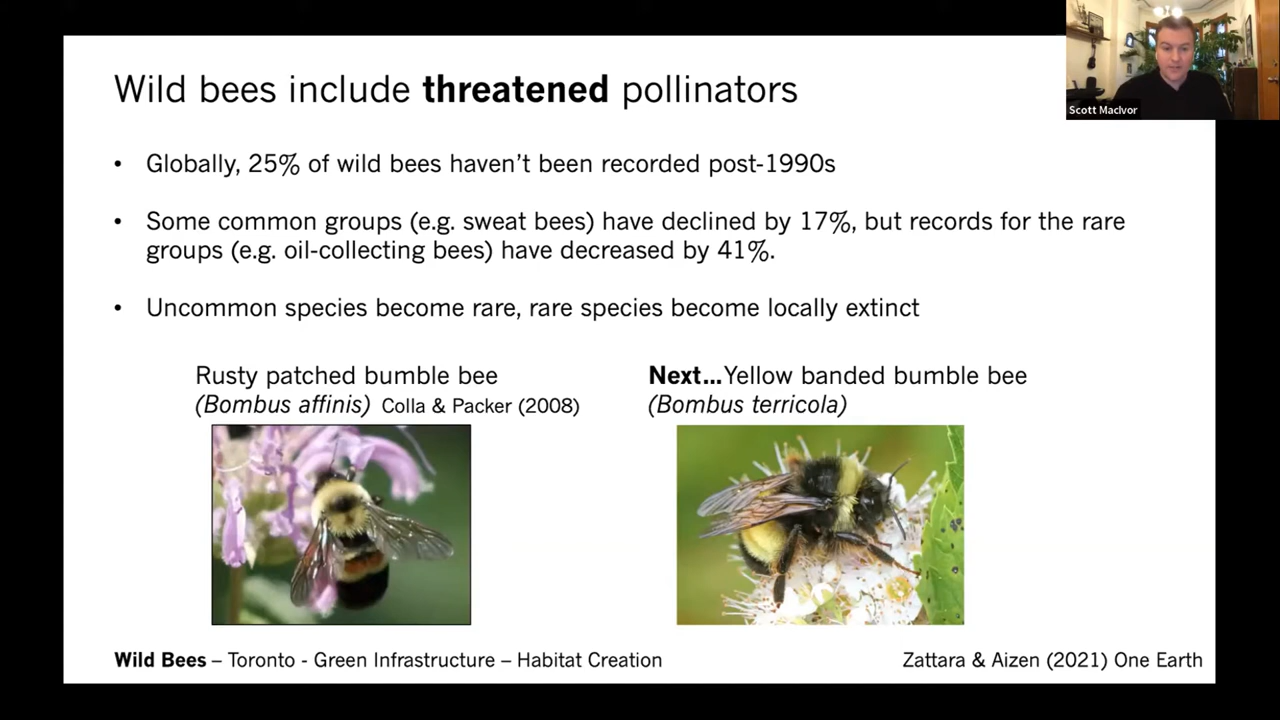 Wild bees include threatened pollinators
Scott MacIvor
• Globally, 25% of wild bees haven't been recorded post-1990s
• Some common groups (e.g. sweat bees) have declined by 17%, but records for the rare
groups (e.g. oil-collecting bees) have decreased by 41%.
• Uncommon species become rare, rare species become locally extinct
Rusty patched bumble bee
(Bombus affinis) Colla & Packer (2008)
Next...Yellow banded bumble bee
(Bombus terricola)
Wild Bees – Toronto - Green Infrastructure – Habitat Creation
Zattara & Aizen (2021) One Earth